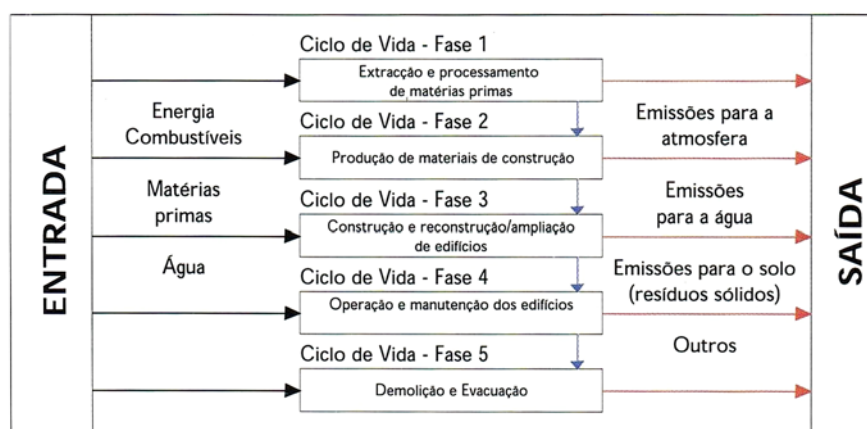 ENTRADA
Energia
Combustíveis
Matérias
primas
Água
Ciclo de Vida - Fase 1
Extracção e processamento
de matérias primas
Ciclo de Vida - Fase 2
Produção de materiais de construção
Ciclo de Vida - Fase 3
Construção e reconstrução/ampliação
de edifícios
Ciclo de Vida - Fase 4
Operação e manutenção dos edifícios
Ciclo de Vida - Fase 5
Demolição e Evacuação
Emissões para a
atmosfera
Emissões
para a água
Emissões para o solo
(resíduos sólidos)
Outros
SAÍDA